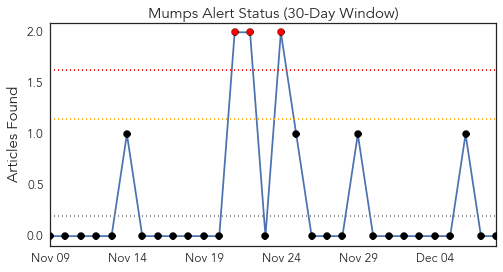 Mumps Alert Status (30-Day Window)
Articles Found
2.0
1.5
1.0
0.5
0.0
Nov 09 Nov 14 Nov 19 Nov 24 Nov 29 Dec 04